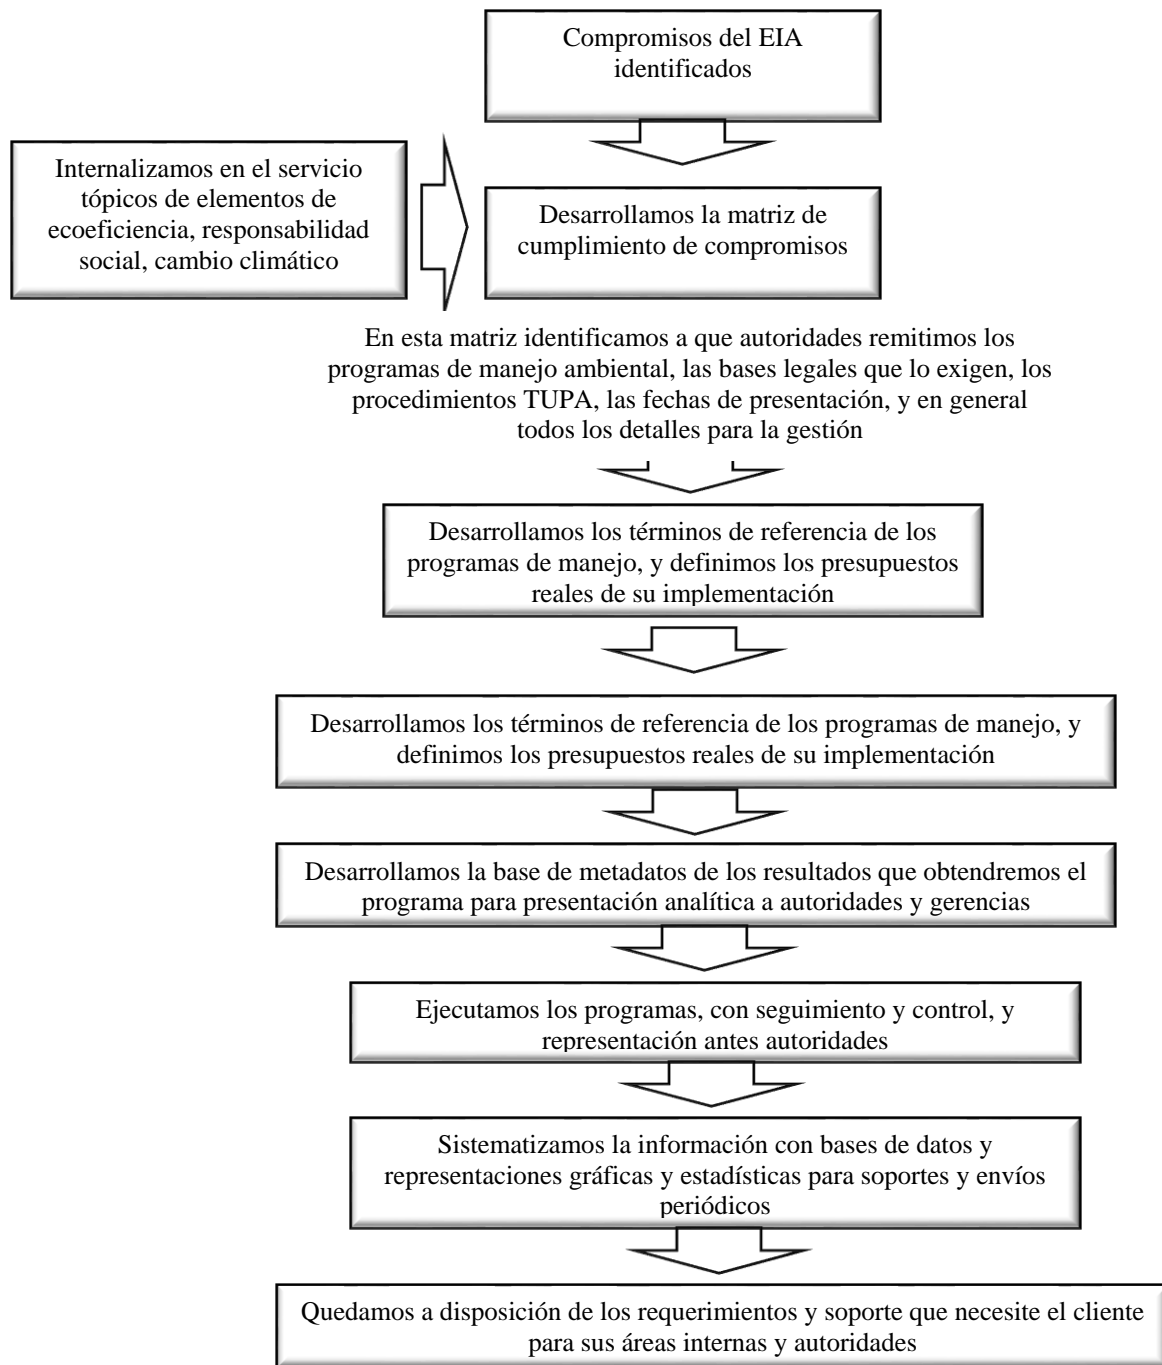 Compromisos del EIA
identificados
Internalizamos en el servicio
tópicos de elementos de
ecoeficiencia, responsabilidad
social, cambio climático
Desarrollamos la matriz de
cumplimiento de compromisos
En esta matriz identificamos a que autoridades remitimos los
programas de manejo ambiental, las bases legales que lo exigen, los
procedimientos TUPA, las fechas de presentación, y en general
todos los detalles para la gestión
Desarrollamos los términos de referencia de los
programas de manejo, y definimos los presupuestos
reales de su implementación
Desarrollamos los términos de referencia de los programas de manejo, y
definimos los presupuestos reales de su implementación
Desarrollamos la base de metadatos de los resultados que obtendremos el
programa para presentación analítica a autoridades y gerencias
Ejecutamos los programas, con seguimiento y control, y
representación antes autoridades
Sistematizamos la información con bases de datos y
representaciones gráficas y estadísticas para soportes y envíos
periódicos
Quedamos a disposición de los requerimientos y soporte que necesite el cliente
para sus áreas internas y autoridades